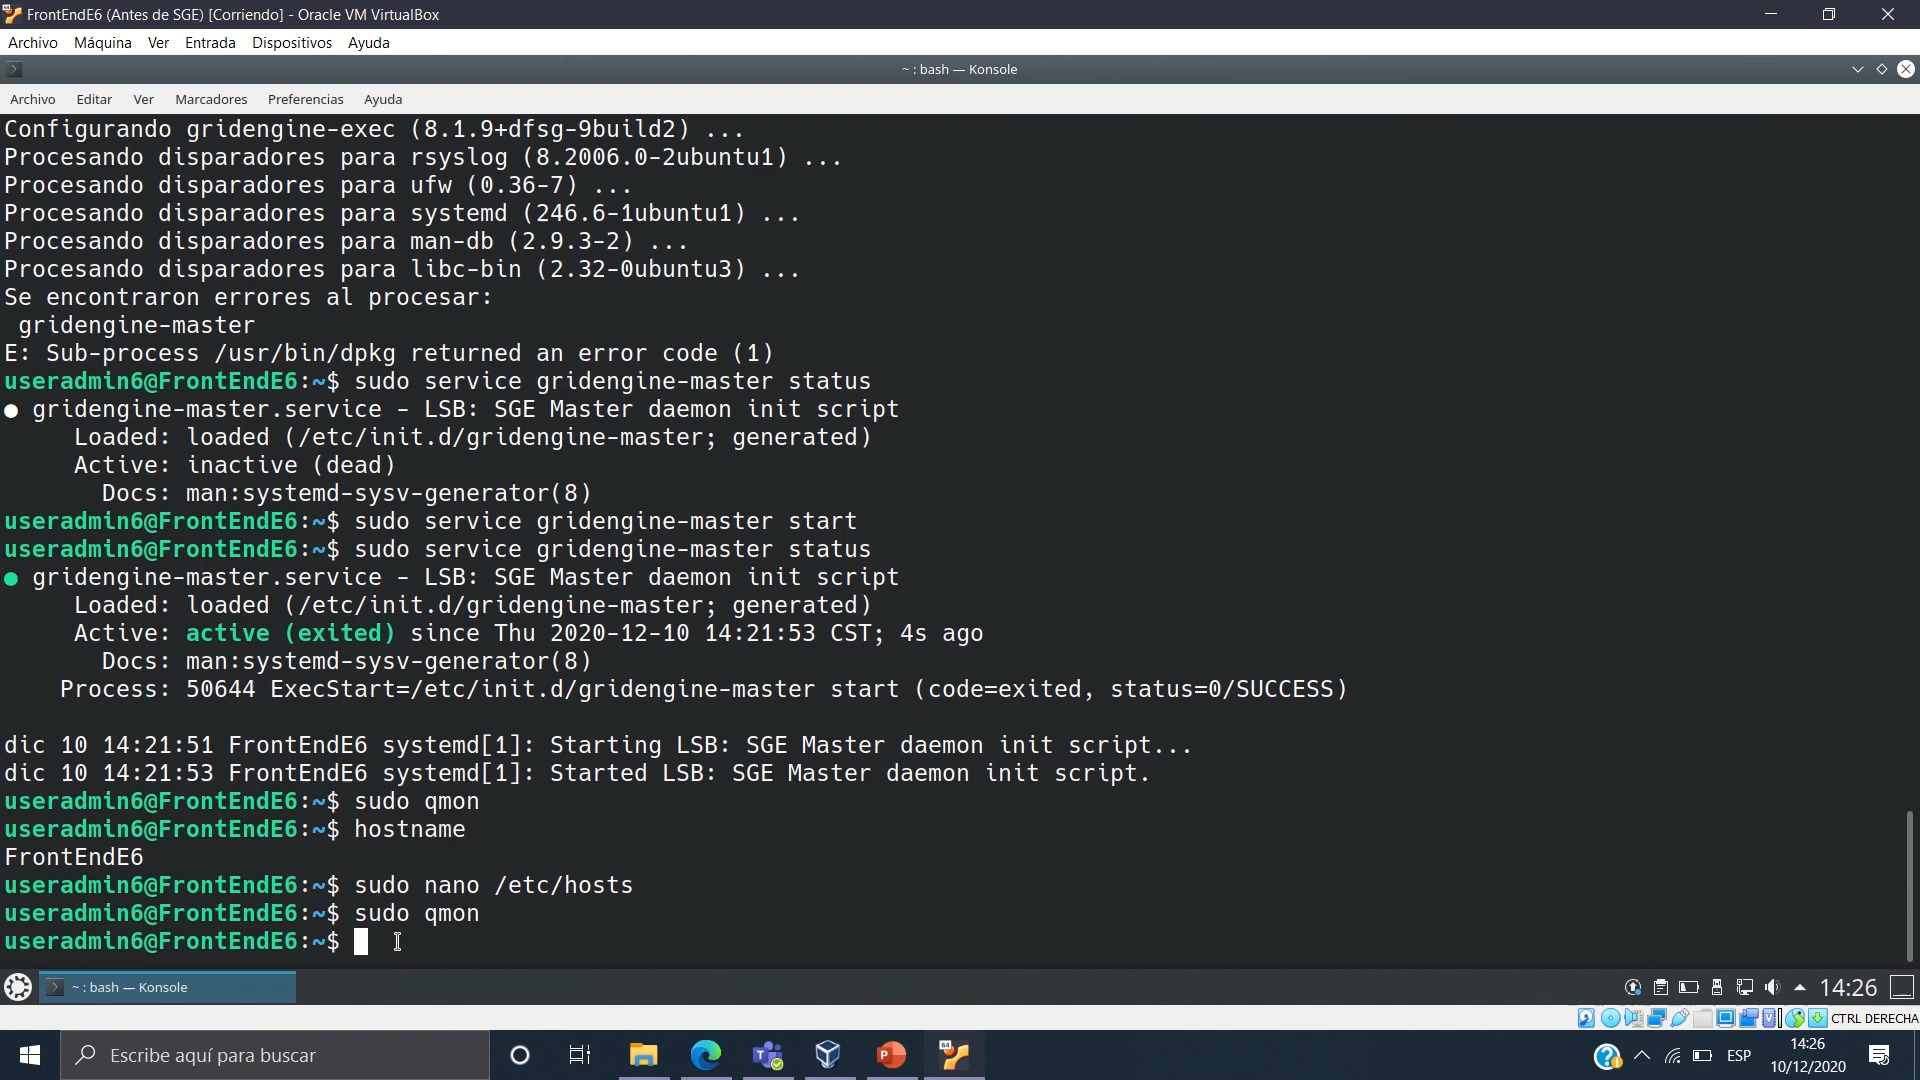 FrontEndE6 (Antes de SGE) [Corriendo] - Oracle VM VirtualBox
Archivo Máquina Ver Entrada Dispositivos Ayuda
~ : bash — Konsole
Archivo Editar Ver Marcadores Preferencias Ayuda
Configurando gridengine-exec (8.1.9+dfsg-9build2) ...
Procesando disparadores para rsyslog (8.2006.0-2ubuntu1) ...
Procesando disparadores para ufw (0.36-7) ...
Procesando disparadores para systemd (246.6-1ubuntu1) ...
Procesando disparadores para man-db (2.9.3-2) ...
Procesando disparadores para libc-bin (2.32-0ubuntu3) ...
Se encontraron errores al procesar:
 gridengine-master
E: Sub-process /usr/bin/dpkg returned an error code (1)
useradmin6@FrontEndE6:~$ sudo service gridengine-master status
● gridengine-master.service - LSB: SGE Master daemon init script
     Loaded: loaded (/etc/init.d/gridengine-master; generated)
     Active: inactive (dead)
       Docs: man:systemd-sysv-generator(8)
useradmin6@FrontEndE6:~$ sudo service gridengine-master start
useradmin6@FrontEndE6:~$ sudo service gridengine-master status
● gridengine-master.service - LSB: SGE Master daemon init script
     Loaded: loaded (/etc/init.d/gridengine-master; generated)
     Active: active (exited) since Thu 2020-12-10 14:21:53 CST; 4s ago
       Docs: man:systemd-sysv-generator(8)
    Process: 50644 ExecStart=/etc/init.d/gridengine-master start (code=exited, status=0/SUCCESS)
dic 10 14:21:51 FrontEndE6 systemd[1]: Starting LSB: SGE Master daemon init script...
dic 10 14:21:53 FrontEndE6 systemd[1]: Started LSB: SGE Master daemon init script.
useradmin6@FrontEndE6:~$ sudo qmon
useradmin6@FrontEndE6:~$ hostname
FrontEndE6
useradmin6@FrontEndE6:~$ sudo nano /etc/hosts
useradmin6@FrontEndE6:~$ sudo qmon
useradmin6@FrontEndE6:~$
~ : bash — Konsole
14:26
CTRL DERECHA
Escribe aquí para buscar
ESP
14:26
10/12/2020